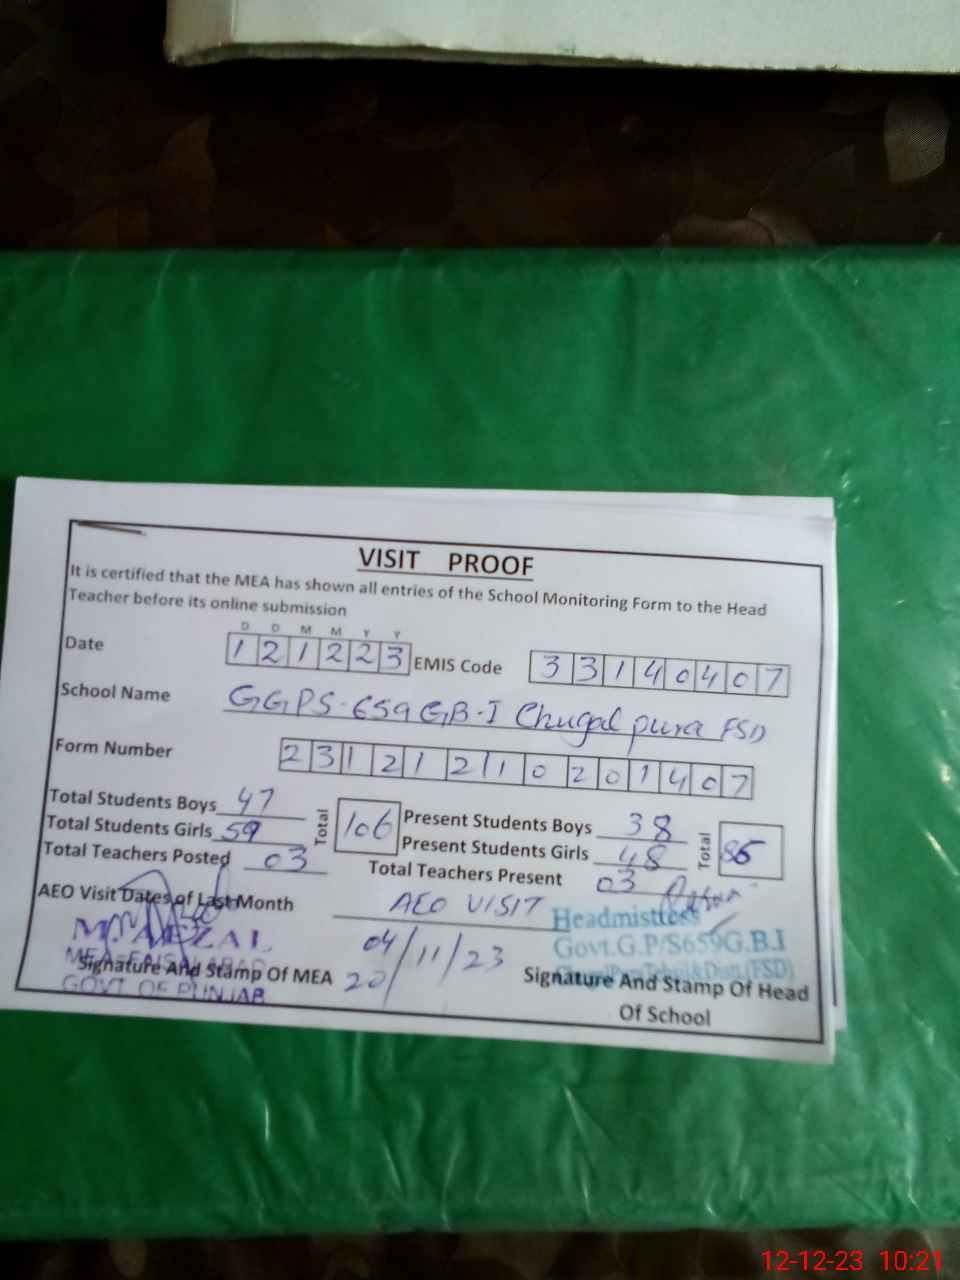 VISIT PROOF
It is certified that the MEA has shown all entries of the School Monitoring Form to the Head
Teacher before its online submission
D D M M Y Y
Date 1 2 1 2 2 3 EMIS Code 3 3 1 4 0 4 0 7
School Name GGPS-659 GB-I Chugal pura FSD
Form Number 2 3 1 2 1 2 1 1 0 2 0 1 4 0 7
Total Students Boys 47
Total Students Girls 59
Total 106
Present Students Boys 38
Present Students Girls 48
Total 86
Total Teachers Posted 03
Total Teachers Present 03
AEO Visit Dates of Last Month AEO VISIT
04/11/23
20
M. AFZAL
MEA-FAISALABAD
GOVT. OF PUNJAB
Signature And Stamp Of MEA
Headmistress
Govt.G.P/S659G.B.I
Signature And Stamp Of Head
Of School
12-12-23 10:21